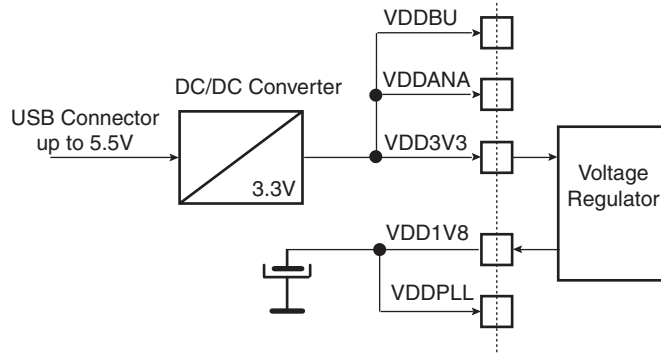 VDDBU
DC/DC Converter
VDDANA
USB Connector
up to 5.5V
VDD3V3
3.3V
Voltage
Regulator
VDD1V8
VDDPLL